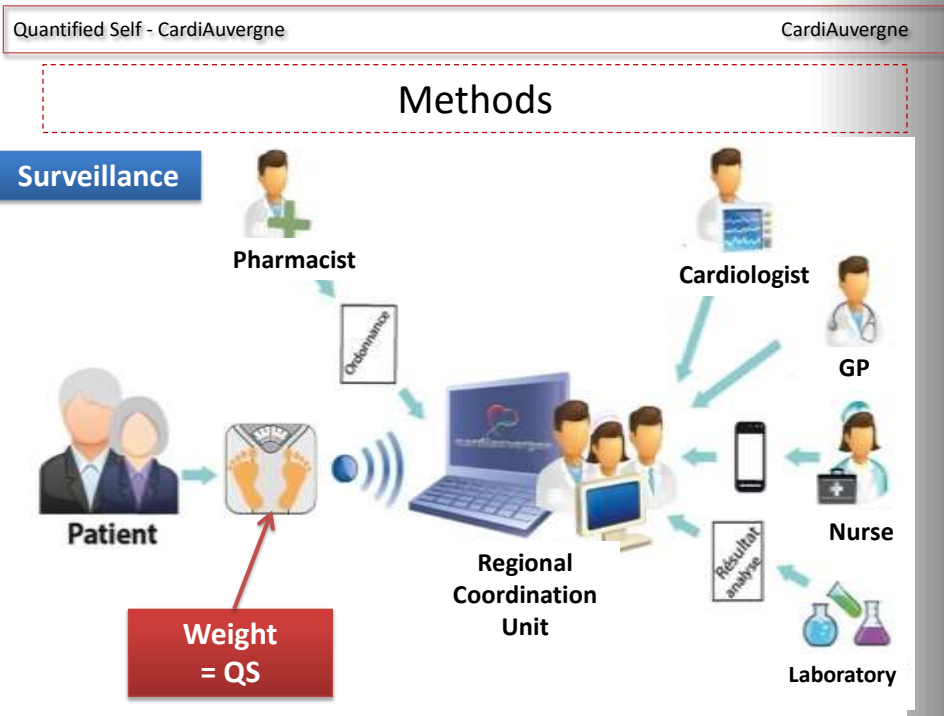 Quantified Self - CardiAuvergne
CardiAuvergne
Methods
Surveillance
Pharmacist
Cardiologist
Ordonnance
GP
Patient
Regional
Coordination
Unit
Résultat
analyse
Nurse
Weight
= QS
Laboratory